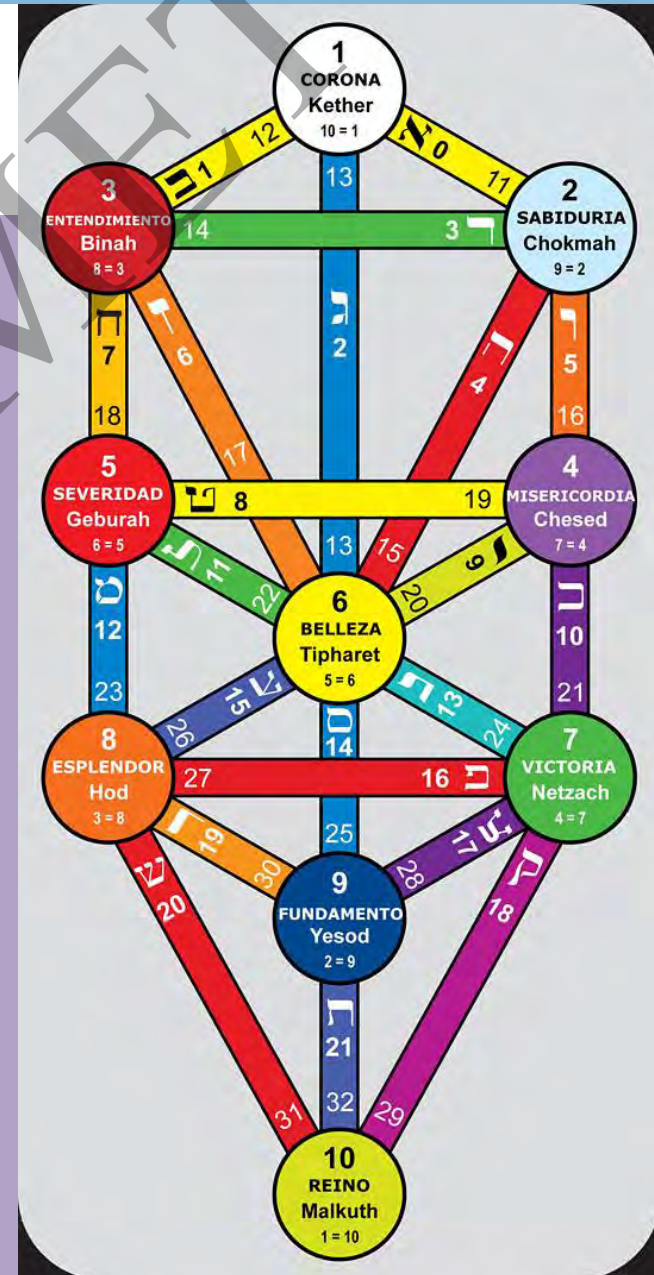 MET
1
CORONA
Kether
10 = 1
ב 1 12
א 0 11
13
3
ENTENDIMIENTO
Binah
8 = 3
2
SABIDURIA
Chokmah
9 = 2
14 3 ד
ג
2
13
ח
7
18
ז
6
17
4
15
ו
5
16
5
SEVERIDAD
Geburah
6 = 5
ט 8 19
4
MISERICORDIA
Chesed
7 = 4
11
22
י
9
20
6
BELLEZA
Tipharet
5 = 6
מ
12
23
כ
10
21
ע
15
26
ס
14
25
13
24
8
ESPLENDOR
Hod
3 = 8
27 16 פ
7
VICTORIA
Netzach
4 = 7
ר
19
30
צ
17
28
9
FUNDAMENTO
Yesod
2 = 9
ש
20
31
ת
21
32
ק
18
29
10
REINO
Malkuth
1 = 10